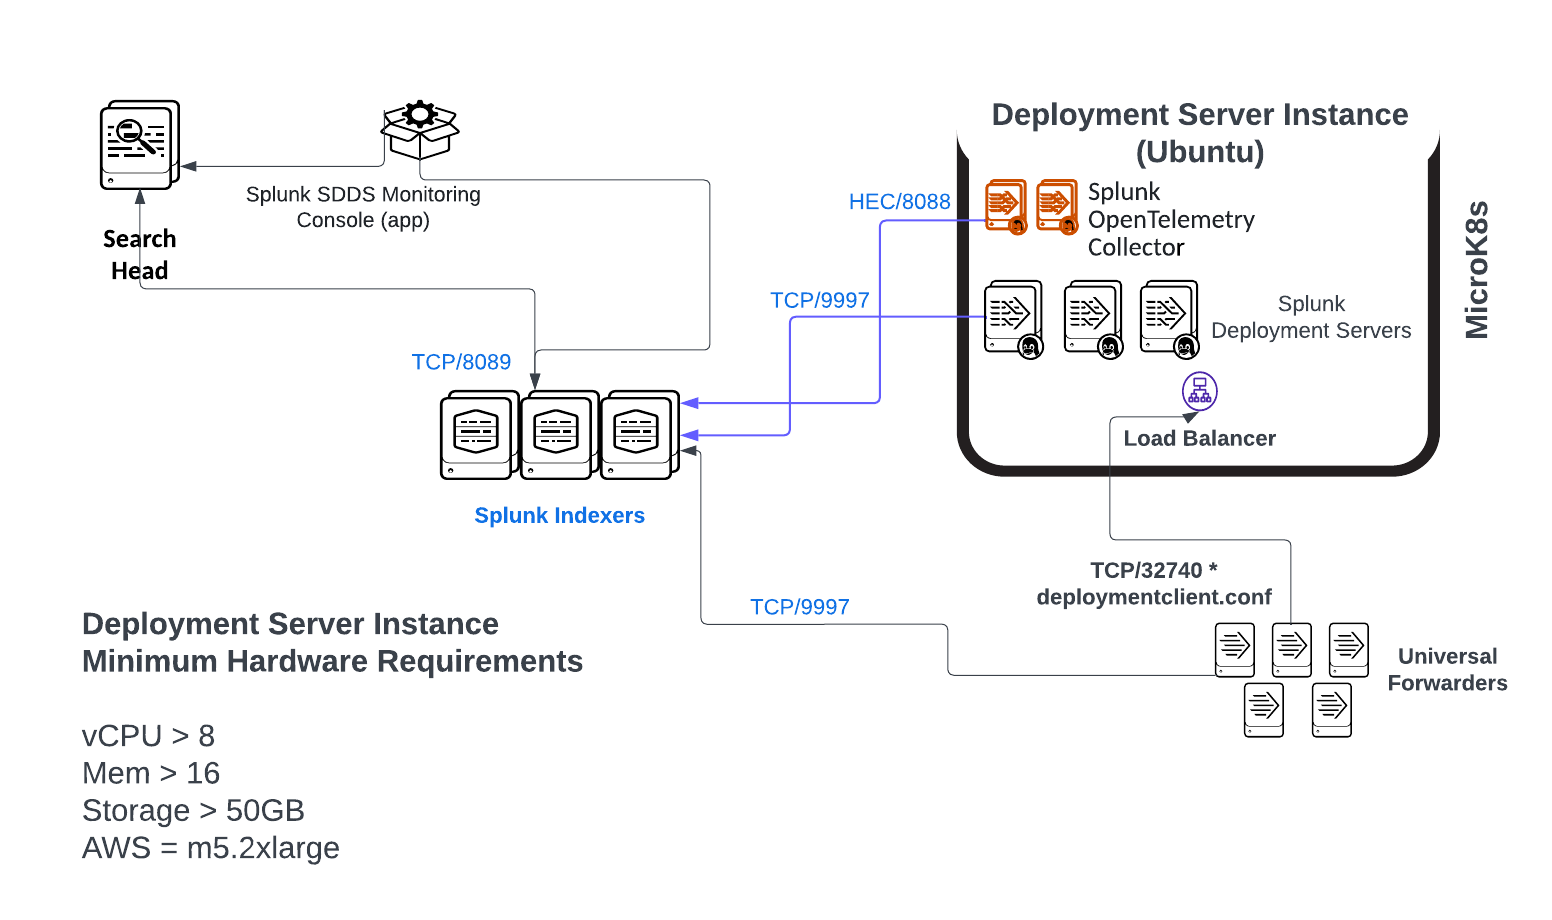 Deployment Server Instance
(Ubuntu)
Splunk SDDS Monitoring
Console (app)
Search
Head
HEC/8088
Splunk
OpenTelemetry
Collector
MicroK8s
TCP/9997
Splunk
Deployment Servers
TCP/8089
Load Balancer
Splunk Indexers
TCP/32740 *
deploymentclient.conf
TCP/9997
Universal
Forwarders
Deployment Server Instance
Minimum Hardware Requirements
vCPU > 8
Mem > 16
Storage > 50GB
AWS = m5.2xlarge